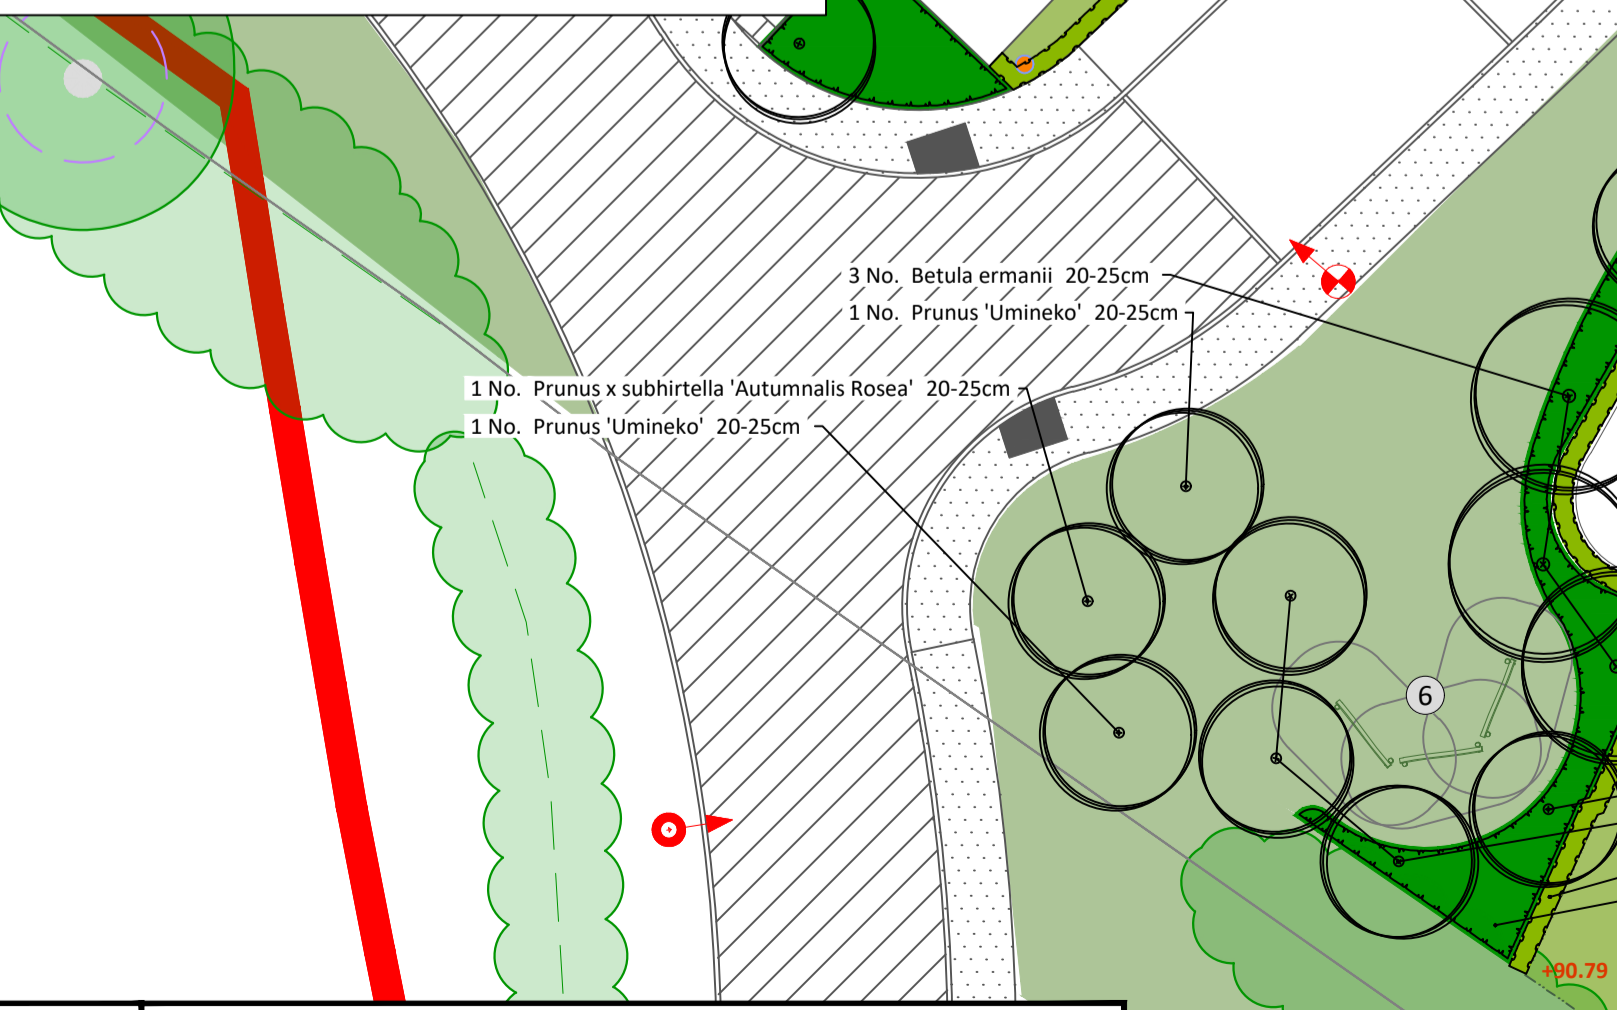 3 No.  Betula ermanii  20-25cm
1 No.  Prunus 'Umineko'  20-25cm
1 No.  Prunus x subhirtella 'Autumnalis Rosea'  20-25cm
1 No.  Prunus 'Umineko'  20-25cm
6
+90.79